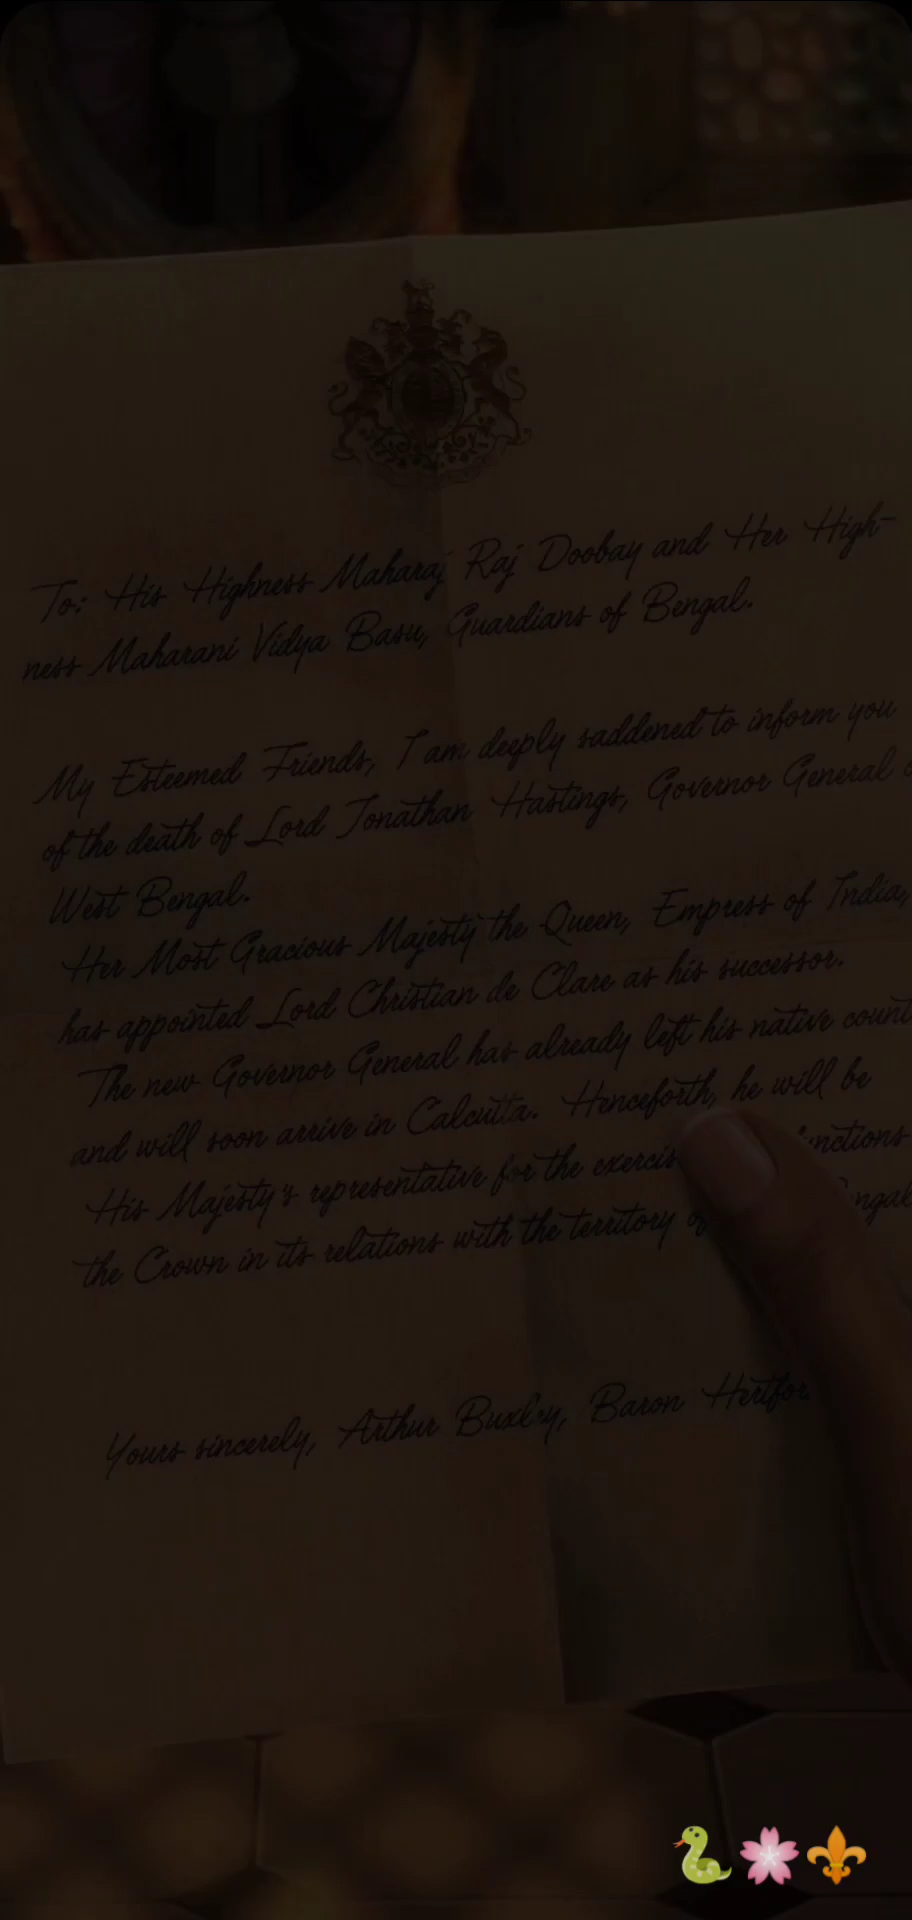 To: His Highness Maharaj Raj Doobay and Her High-
ness Maharani Vidya Basu, Guardians of Bengal.
My Esteemed Friends, I am deeply saddened to inform you
of the death of Lord Jonathan Hastings, Governor General
West Bengal.
Her Most Gracious Majesty the Queen, Empress of India,
has appointed Lord Christian de Clare as his successor.
The new Governor General has already left his native
and will soon arrive in Calcutta. Henceforth, he will be
His Majesty's representative for the
the Crown in its relations with the territory
Yours sincerely, Arthur Buxley, Baron